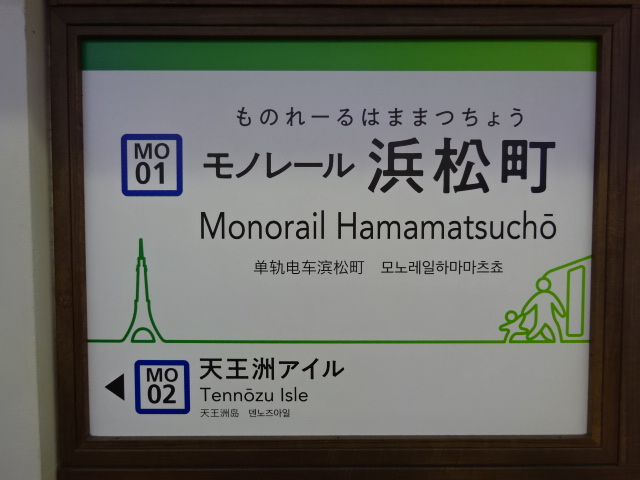 ものれーるはままつちょう
MO
01
モノレール 浜松町
Monorail Hamamatsuchō
单轨电车滨松町 모노레일하마마츠쵸
MO
02
天王洲アイル
Tennōzu Isle
天王洲岛 덴노즈아일